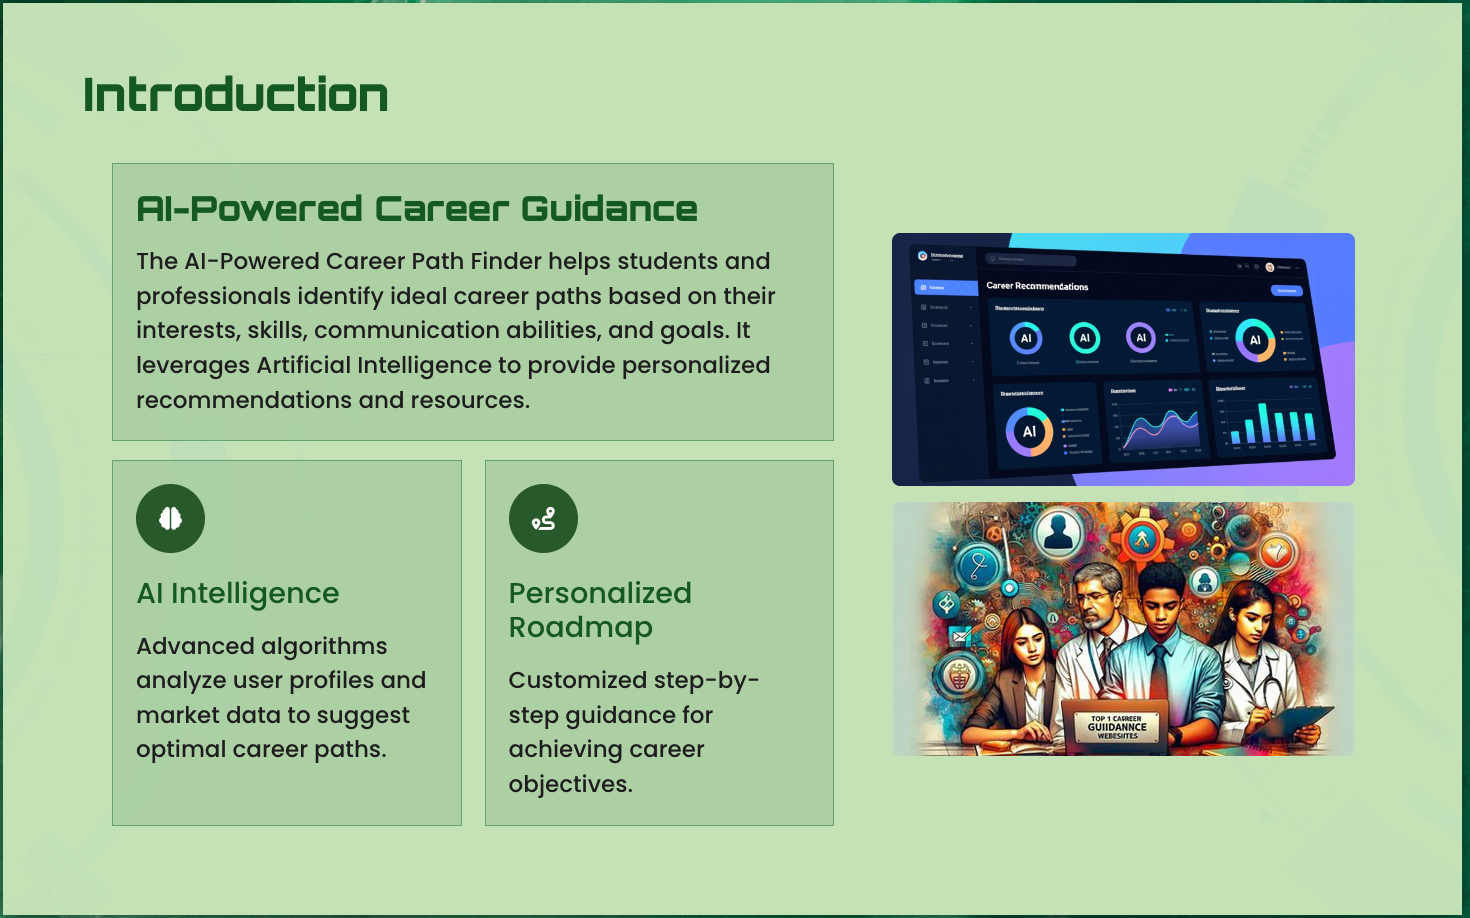 Introduction
AI-Powered Career Guidance
The AI-Powered Career Path Finder helps students and
professionals identify ideal career paths based on their
interests, skills, communication abilities, and goals. It
leverages Artificial Intelligence to provide personalized
recommendations and resources.
AI Intelligence
Advanced algorithms
analyze user profiles and
market data to suggest
optimal career paths.
Personalized
Roadmap
Customized step-by-
step guidance for
achieving career
objectives.
Career Recommendations
AI
AI
AI
AI
AI
TOP 1 CAREER
GUIDANNCE
WEBESITES